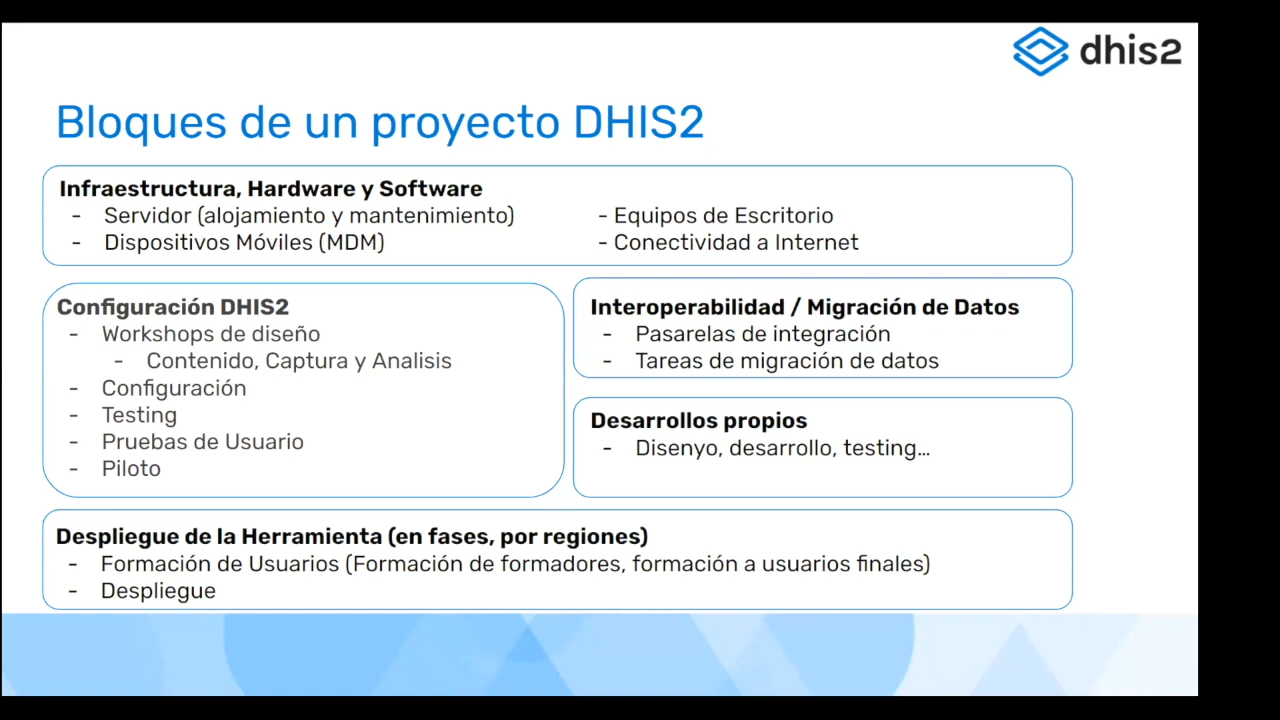 dhis2
Bloques de un proyecto DHIS2
Infraestructura, Hardware y Software
- Servidor (alojamiento y mantenimiento)
- Dispositivos Móviles (MDM)
- Equipos de Escritorio
- Conectividad a Internet
Configuración DHIS2
- Workshops de diseño
- Contenido, Captura y Analisis
- Configuración
- Testing
- Pruebas de Usuario
- Piloto
Interoperabilidad / Migración de Datos
- Pasarelas de integración
- Tareas de migración de datos
Desarrollos propios
- Disenyo, desarrollo, testing…
Despliegue de la Herramienta (en fases, por regiones)
- Formación de Usuarios (Formación de formadores, formación a usuarios finales)
- Despliegue